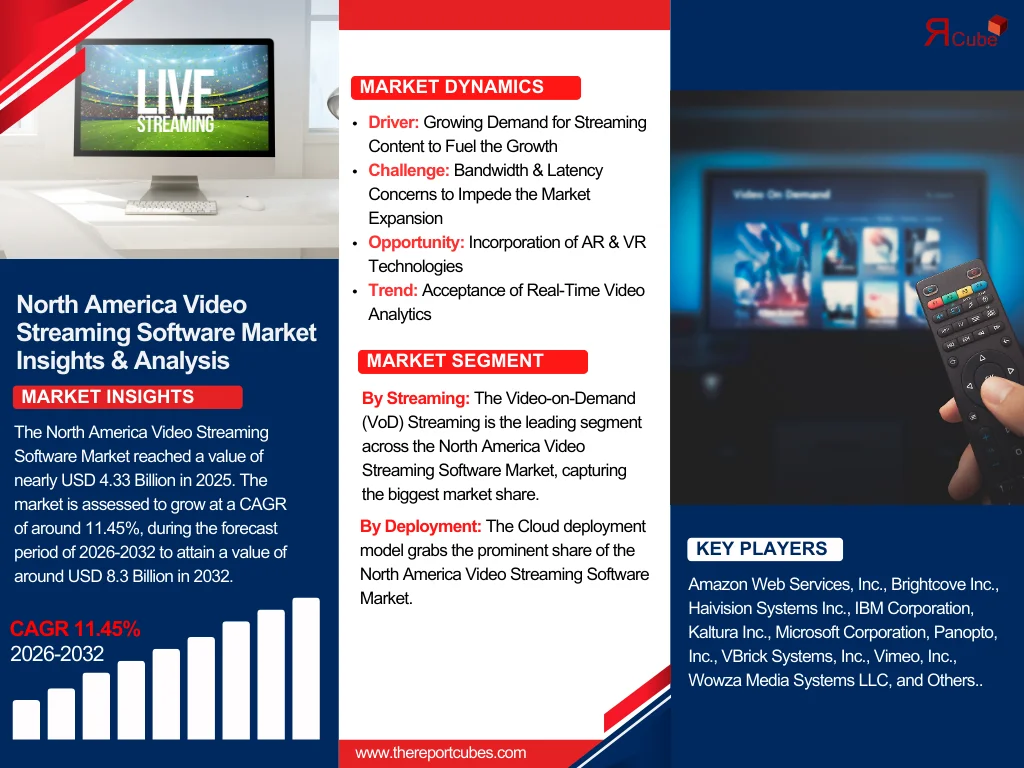 LIVE
STREAMING
North America Video
Streaming Software Market
Insights & Analysis
MARKET INSIGHTS
The North America Video Streaming
Software Market reached a value of
nearly USD 4.33 Billion in 2025. The
market is assessed to grow at a CAGR
of around 11.45%, during the forecast
period of 2026-2032 to attain a value of
around USD 8.3 Billion in 2032.
CAGR 11.45%
2026-2032
MARKET DYNAMICS
• Driver: Growing Demand for Streaming
Content to Fuel the Growth
• Challenge: Bandwidth & Latency
Concerns to Impede the Market
Expansion
• Opportunity: Incorporation of AR & VR
Technologies
• Trend: Acceptance of Real-Time Video
Analytics
MARKET SEGMENT
By Streaming: The Video-on-Demand
(VoD) Streaming is the leading segment
across the North America Video
Streaming Software Market, capturing
the biggest market share.
By Deployment: The Cloud deployment
model grabs the prominent share of the
North America Video Streaming Software
Market.
www.thereportcubes.com
ЯCube
Video On Demand
KEY PLAYERS
Amazon Web Services, Inc., Brightcove Inc.,
Haivision Systems Inc., IBM Corporation,
Kaltura Inc., Microsoft Corporation, Panopto,
Inc., VBrick Systems, Inc., Vimeo, Inc.,
Wowza Media Systems LLC, and Others..